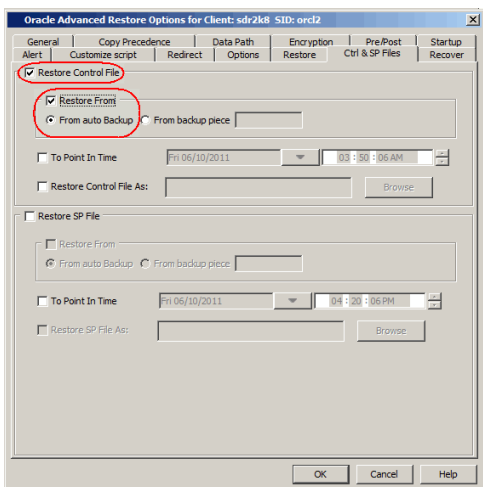 Oracle Advanced Restore Options for Client: sdr2k8 SID: orcl2
General Copy Precedence Data Path Encryption Pre/Post Startup
Alert Customize script Redirect Options Restore Ctrl & SP Files Recover
Restore Control File
Restore From
From auto Backup From backup piece
To Point In Time Fri 06/10/2011 03 : 50 : 06 AM
Restore Control File As: Browse
Restore SP File
Restore From
From auto Backup From backup piece
To Point In Time Fri 06/10/2011 04 : 20 : 06 PM
Restore SP File As: Browse
OK Cancel Help